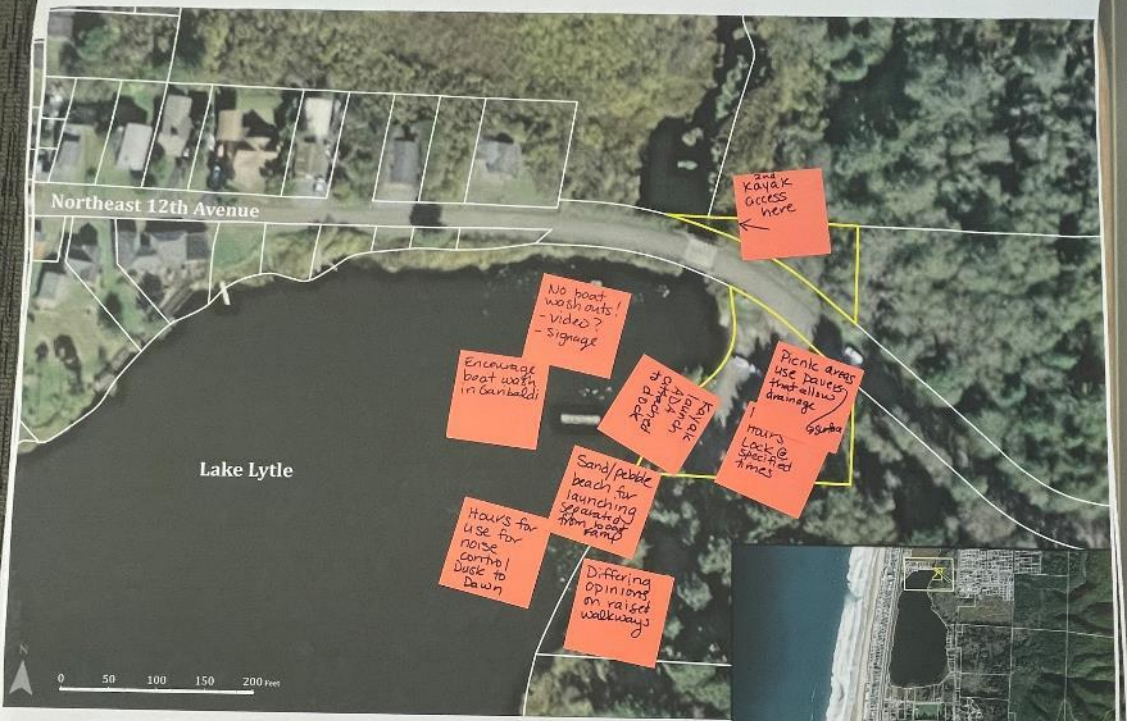 Northeast 12th Avenue
2nd
Kayak
access
here
No boat
washouts!
- Video?
- Signage
Encourage
boat wash
in Garibaldi
Kayak
launch
ADA
attached
dock
Picnic areas
use pavers
that allow
drainage
Hours
Lock @
specified
times
Sand/pebble
beach for
launching
separated
from boat
ramp
Lake Lytle
Hours for
use for
noise
control
Dusk to
Dawn
Differing
opinions
on raised
walkways
N
0 50 100 150 200 Feet